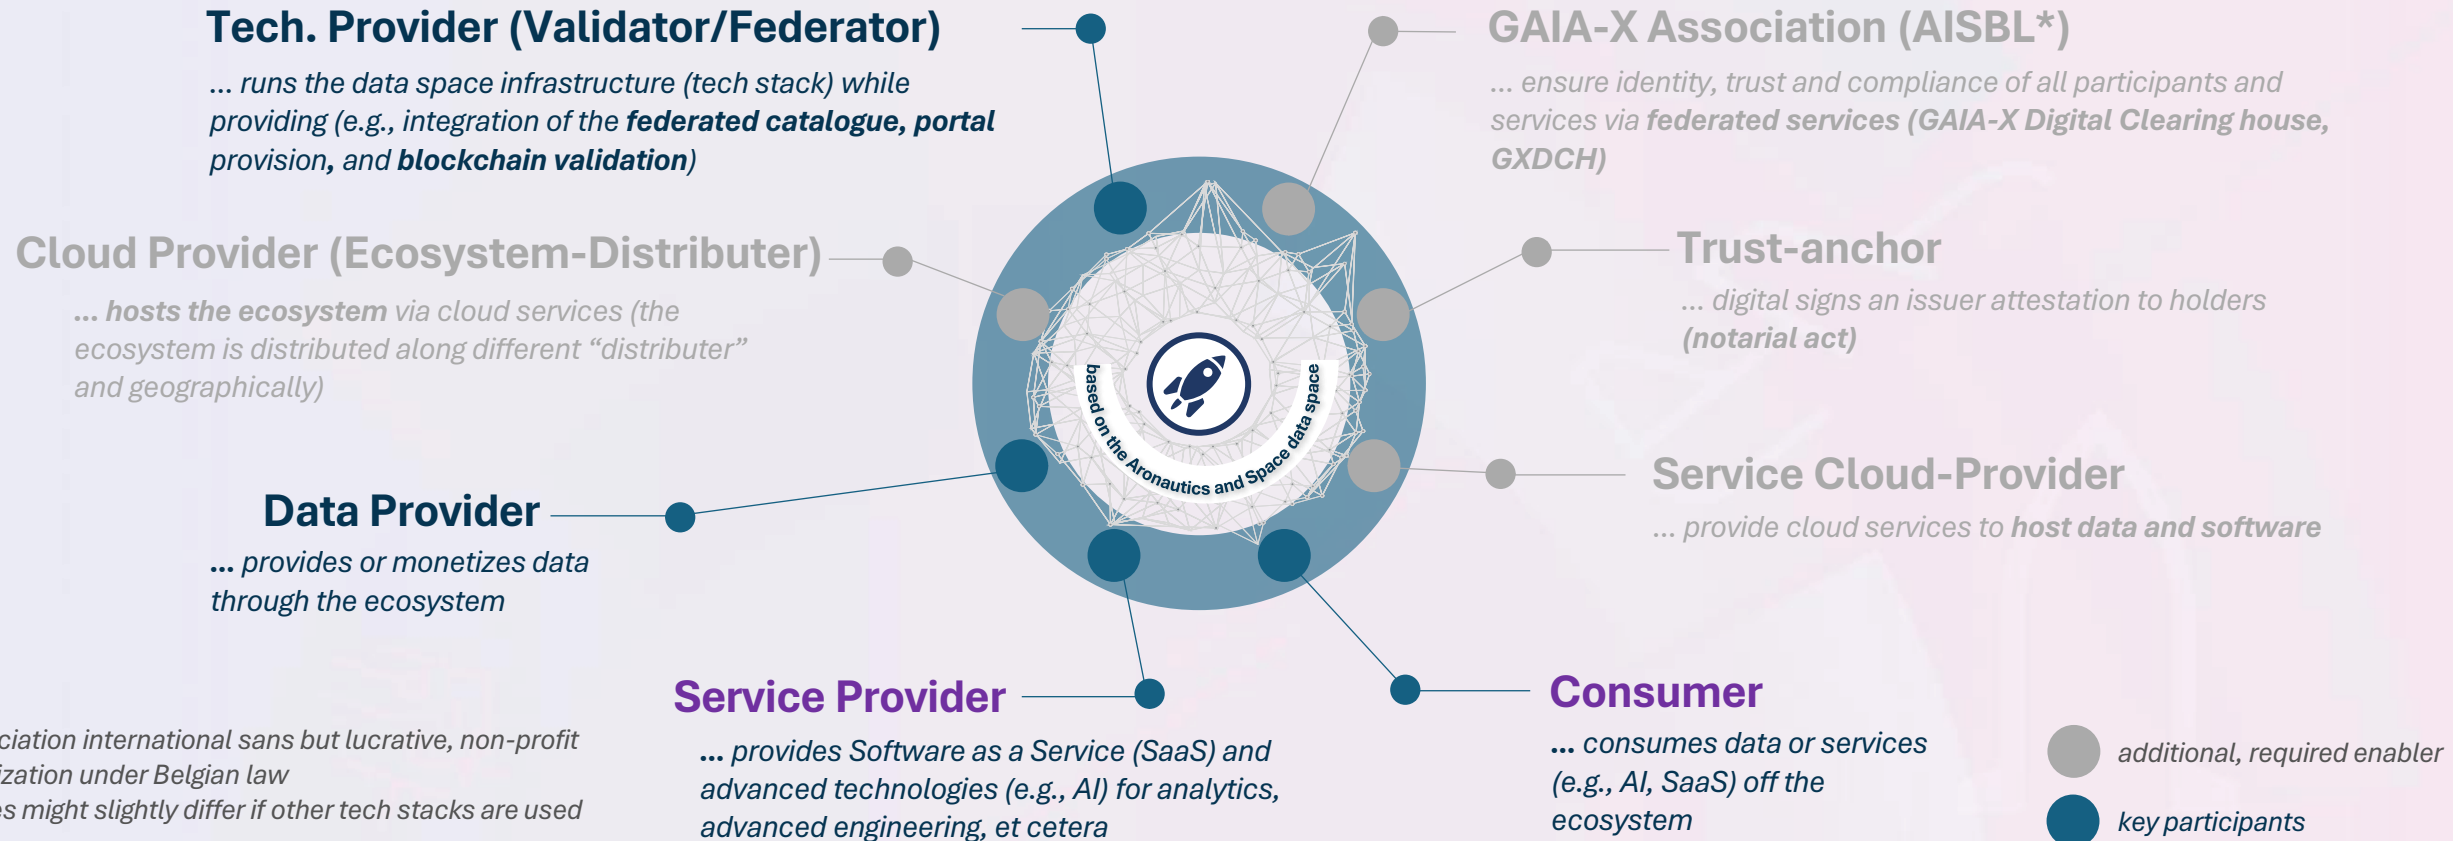 Tech. Provider (Validator/Federator)
... runs the data space infrastructure (tech stack) while
providing (e.g., integration of the federated catalogue, portal
provision, and blockchain validation)
GAIA-X Association (AISBL*)
... ensure identity, trust and compliance of all participants and
services via federated services (GAIA-X Digital Clearing house,
GXDCH)
Cloud Provider (Ecosystem-Distributer)
... hosts the ecosystem via cloud services (the
ecosystem is distributed along different “distributer”
and geographically)
Trust-anchor
... digital signs an issuer attestation to holders
(notarial act)
based on the Aronautics and Space data space
Data Provider
... provides or monetizes data
through the ecosystem
Service Cloud-Provider
... provide cloud services to host data and software
Service Provider
... provides Software as a Service (SaaS) and
advanced technologies (e.g., AI) for analytics,
advanced engineering, et cetera
Consumer
... consumes data or services
(e.g., AI, SaaS) off the
ecosystem
international sans but lucrative, non-profit
under Belgian law
might slightly differ if other tech stacks are used
additional, required enabler
key participants